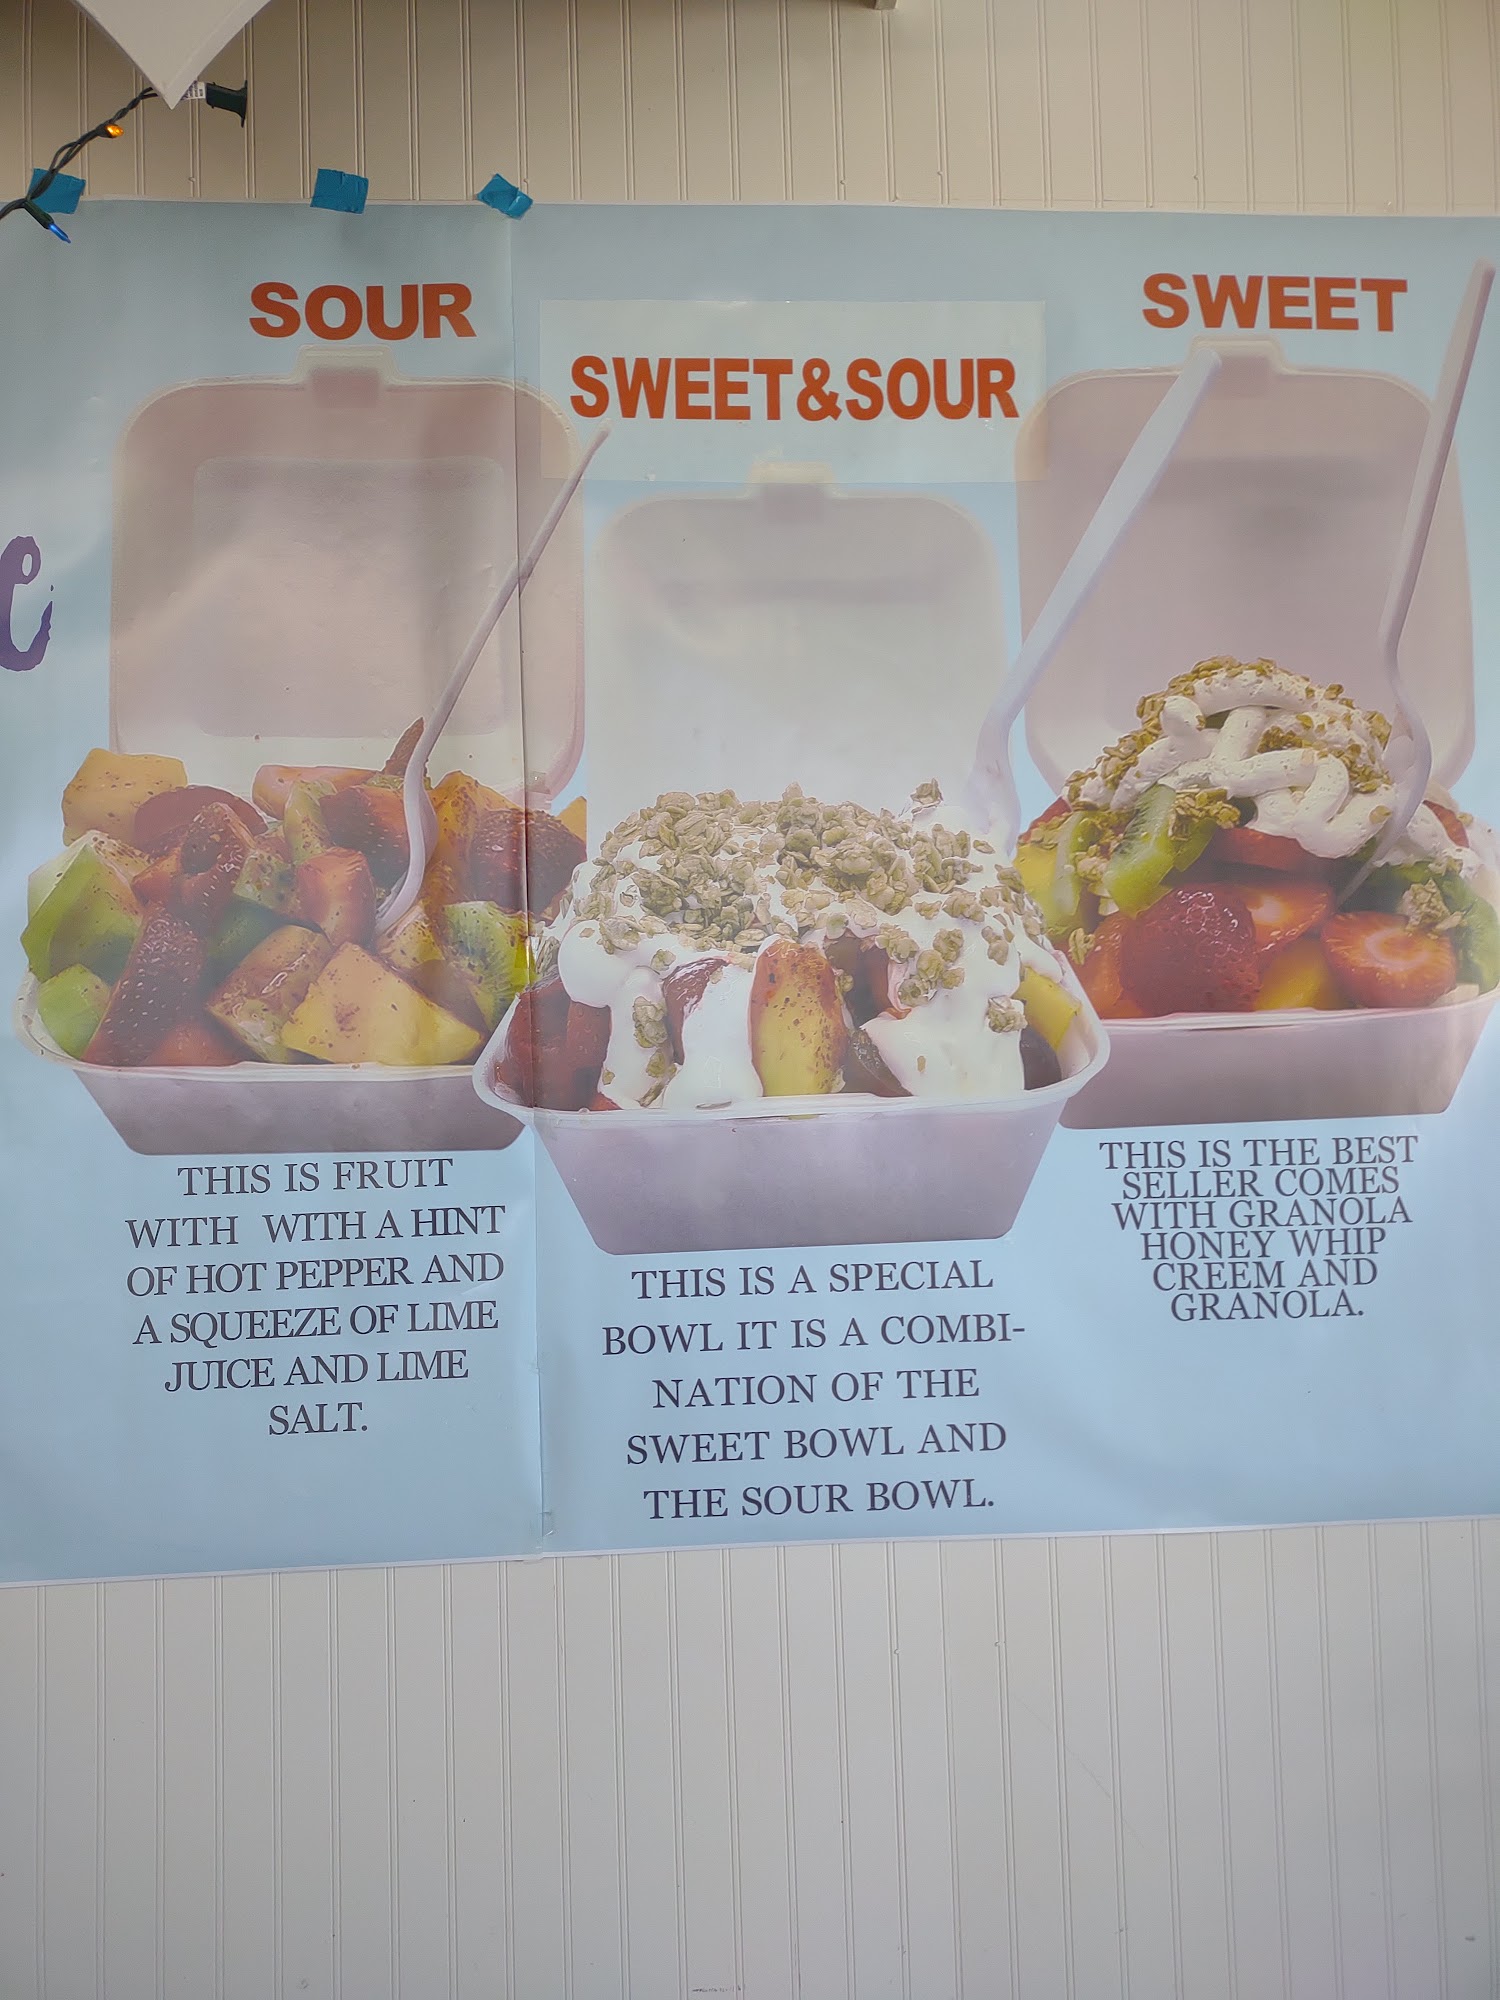 SOUR
THIS IS FRUIT
WITH WITH A HINT
OF HOT PEPPER AND
A SQUEEZE OF LIME
JUICE AND LIME
SALT.
SWEET&SOUR
THIS IS A SPECIAL
BOWL IT IS A COMBI-
NATION OF THE
SWEET BOWL AND
THE SOUR BOWL.
SWEET
THIS IS THE BEST
SELLER COMES
WITH GRANOLA
HONEY WHIP
CREEM AND
GRANOLA.
e